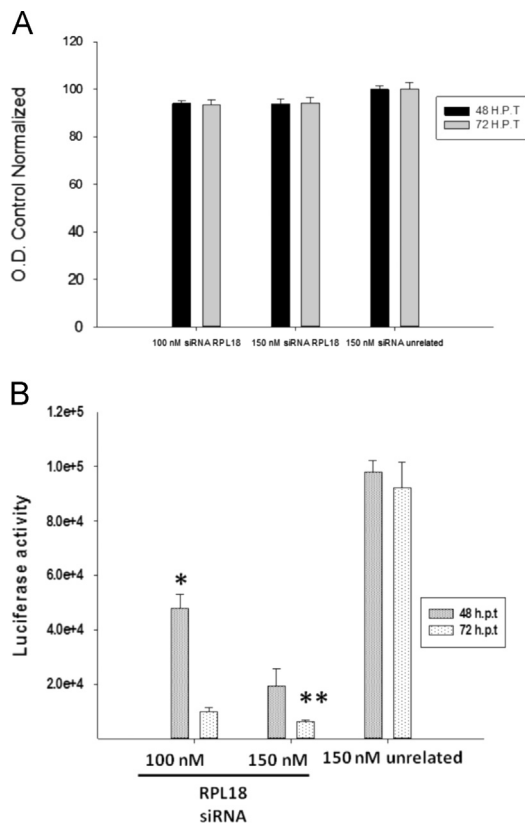 A
O.D. Control Normalized
120
100
80
60
40
20
0
100 nM siRNA RPL18
150 nM siRNA RPL18
150 nM siRNA unrelated
48 H.P.T
72 H.P.T
B
Luciferase activity
1.2e+5
1.0e+5
8.0e+4
6.0e+4
4.0e+4
2.0e+4
*
**
48 h.p.t
72 h.p.t
100 nM
150 nM
150 nM unrelated
RPL18
siRNA